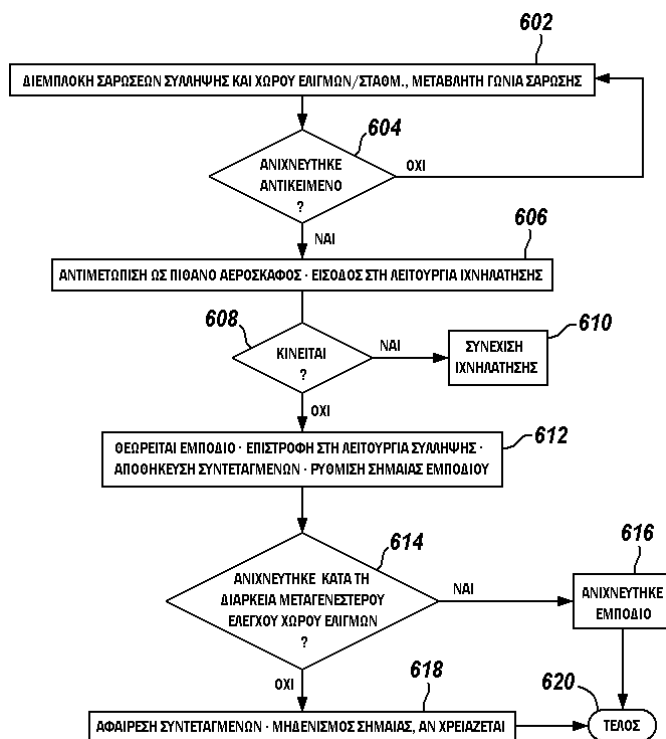 602
ΔΙΕΜΠΛΟΚΗ ΣΑΡΩΣΕΩΝ ΣΥΛΛΗΨΗΣ ΚΑΙ ΧΩΡΟΥ ΕΛΙΓΜΩΝ/ΣΤΑΘΜ., ΜΕΤΑΒΛΗΤΗ ΓΩΝΙΑ ΣΑΡΩΣΗΣ
604
ΑΝΙΧΝΕΥΤΗΚΕ
ΑΝΤΙΚΕΙΜΕΝΟ
?
ΟΧΙ
ΝΑΙ
606
ΑΝΤΙΜΕΤΩΠΙΣΗ ΩΣ ΠΙΘΑΝΟ ΑΕΡΟΣΚΑΦΟΣ · ΕΙΣΟΔΟΣ ΣΤΗ ΛΕΙΤΟΥΡΓΙΑ ΙΧΝΗΛΑΤΗΣΗΣ
608
ΚΙΝΕΙΤΑΙ
?
ΝΑΙ
610
ΣΥΝΕΧΙΣΗ
ΙΧΝΗΛΑΤΗΣΗΣ
ΟΧΙ
612
ΘΕΩΡΕΙΤΑΙ ΕΜΠΟΔΙΟ · ΕΠΙΣΤΡΟΦΗ ΣΤΗ ΛΕΙΤΟΥΡΓΙΑ ΣΥΛΛΗΨΗΣ ·
ΑΠΟΘΗΚΕΥΣΗ ΣΥΝΤΕΤΑΓΜΕΝΩΝ · ΡΥΘΜΙΣΗ ΣΗΜΑΙΑΣ ΕΜΠΟΔΙΟΥ
614
ΑΝΙΧΝΕΥΤΗΚΕ ΚΑΤΑ ΤΗ
ΔΙΑΡΚΕΙΑ ΜΕΤΑΓΕΝΕΣΤΕΡΟΥ
ΕΛΕΓΧΟΥ ΧΩΡΟΥ ΕΛΙΓΜΩΝ
?
ΝΑΙ
616
ΑΝΙΧΝΕΥΤΗΚΕ
ΕΜΠΟΔΙΟ
ΟΧΙ
618
ΑΦΑΙΡΕΣΗ ΣΥΝΤΕΤΑΓΜΕΝΩΝ · ΜΗΔΕΝΙΣΜΟΣ ΣΗΜΑΙΑΣ, ΑΝ ΧΡΕΙΑΖΕΤΑΙ
620
ΤΕΛΟΣ